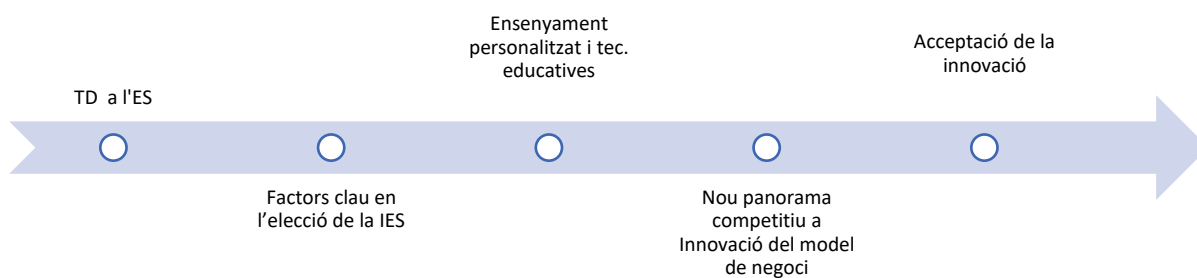 TD a l'ES
Factors clau en
l’elecció de la IES
Ensenyament
personalitzat i tec.
educatives
Nou panorama
competitiu a
Innovació del model
de negoci
Acceptació de la
innovació